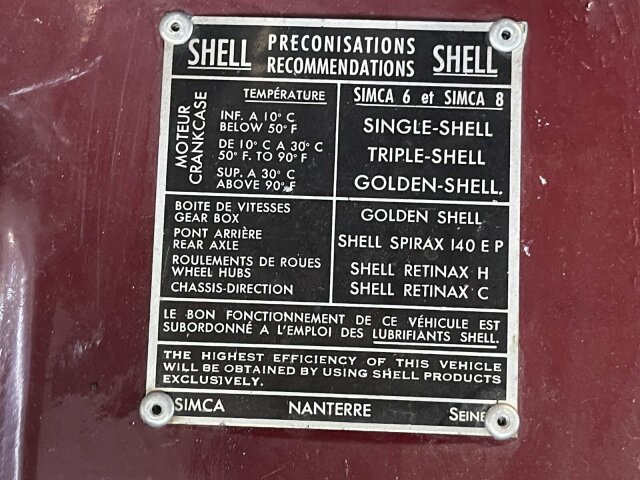 SHELL PRECONISATIONS SHELL
RECOMMENDATIONS
MOTEUR
CRANKCASE
TEMPÉRATURE SIMCA 6 et SIMCA 8
INF. A 10° C
BELOW 50° F SINGLE-SHELL
DE 10° C A 30° C
50° F. TO 90° F TRIPLE-SHELL
SUP. A 30° C
ABOVE 90° F GOLDEN-SHELL.
BOITE DE VITESSES
GEAR BOX GOLDEN SHELL
PONT ARRIÈRE
REAR AXLE SHELL SPIRAX 140 E P
ROULEMENTS DE ROUES
WHEEL HUBS SHELL RETINAX H
CHASSIS-DIRECTION SHELL RETINAX C
LE BON FONCTIONNEMENT DE CE VÉHICULE EST
SUBORDONNÉ A L'EMPLOI DES LUBRIFIANTS SHELL.
THE HIGHEST EFFICIENCY OF THIS VEHICLE
WILL BE OBTAINED BY USING SHELL PRODUCTS
EXCLUSIVELY.
SIMCA NANTERRE SEINE